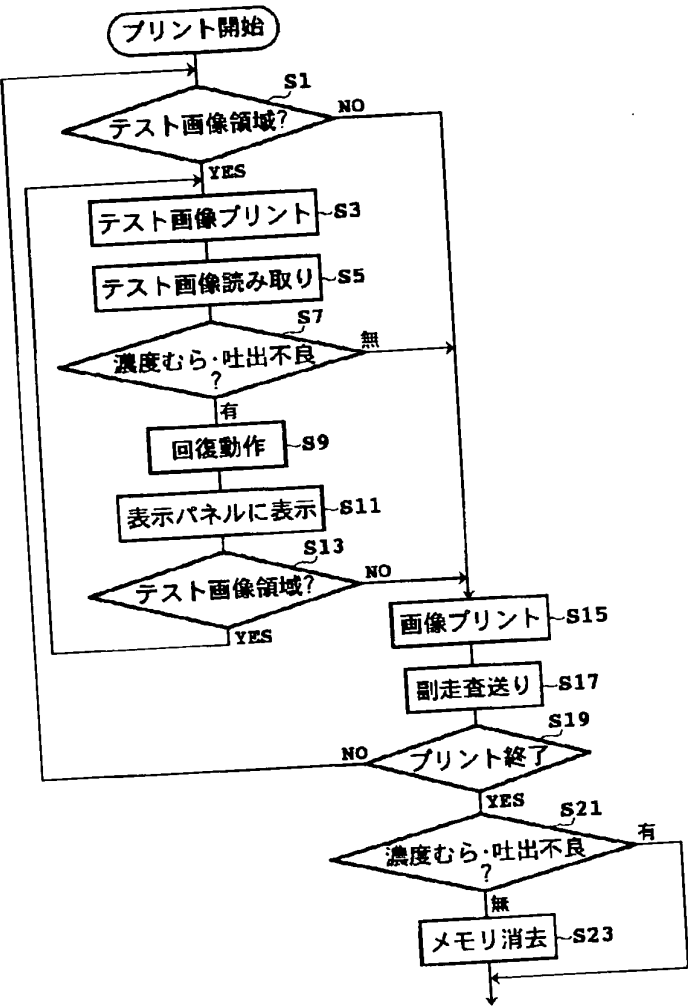 プリント開始
S1
テスト画像領域?
NO
YES
テスト画像プリント
S3
テスト画像読み取り
S5
S7
濃度むら・吐出不良
?
無
有
回復動作
S9
表示パネルに表示
S11
S13
テスト画像領域?
NO
YES
画像プリント
S15
副走査送り
S17
S19
プリント終了
NO
YES
S21
濃度むら・吐出不良
?
有
無
メモリ消去
S23